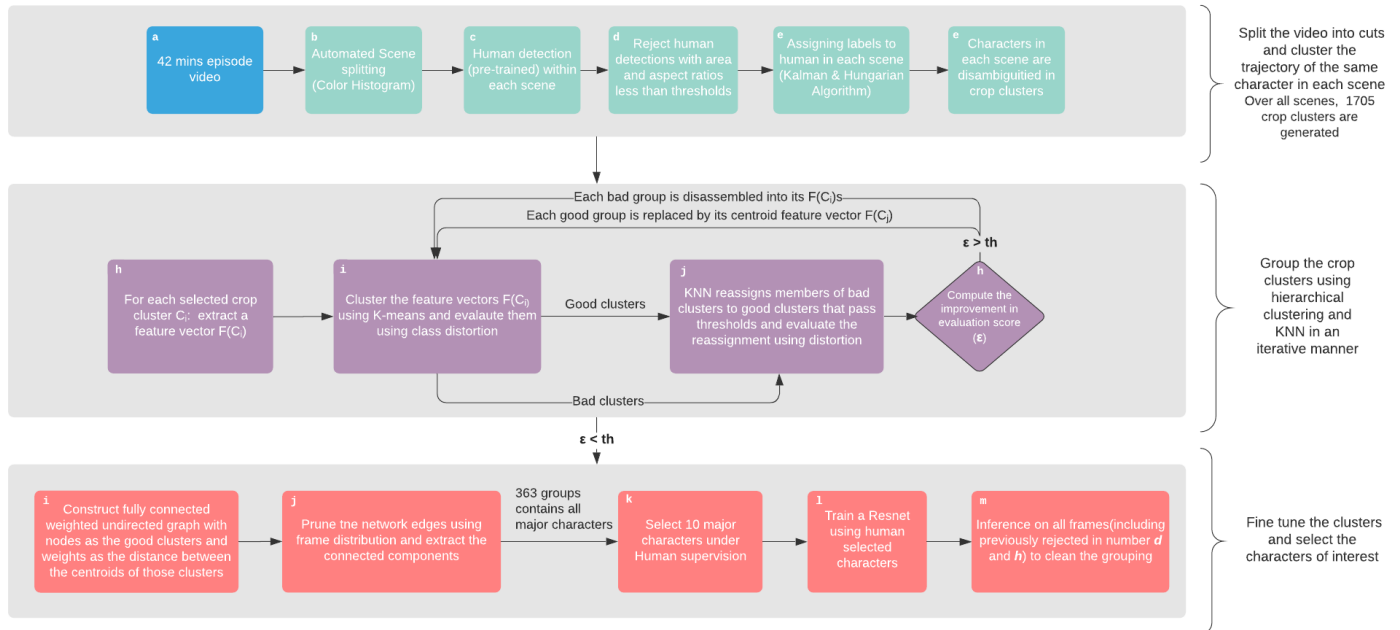 a
42 mins episode
video
b
Automated Scene
splitting
(Color Histogram)
c
Human detection
(pre-trained) within
each scene
d
Reject human
detections with area
and aspect ratios
less than thresholds
e
Assigning labels to
human in each scene
(Kalman & Hungarian
Algorithm)
e
Characters in
each scene are
disambiguitied in
crop clusters
Split the video into cuts
and cluster the
trajectory of the same
character in each scene
Over all scenes, 1705
crop clusters are
generated
Each bad group is disassembled into its F(Cᵢ)s
Each good group is replaced by its centroid feature vector F(Cⱼ)
ε > th
h
For each selected crop
cluster Cᵢ: extract a
feature vector F(Cᵢ)
i
Cluster the feature vectors F(Cᵢ)
using K-means and evalaute them
using class distortion
Good clusters
j
KNN reassigns members of bad
clusters to good clusters that pass
thresholds and evaluate the
reassignment using distortion
h
Compute the
improvement in
evaluation score
(ε)
Bad clusters
Group the crop
clusters using
hierarchical
clustering and
KNN in an
iterative manner
ε < th
i
Construct fully connected
weighted undirected graph with
nodes as the good clusters and
weights as the distance between
the centroids of those clusters
j
Prune the network edges using
frame distribution and extract the
connected components
363 groups
contains all
major characters
k
Select 10 major
characters under
Human supervision
l
Train a Resnet
using human
selected
characters
m
Inference on all frames(including
previously rejected in number d
and h) to clean the grouping
Fine tune the clusters
and select the
characters of interest